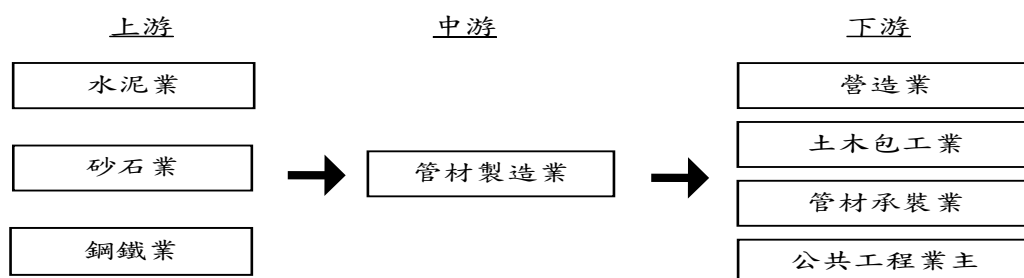 上游
中游
下游
水泥業
砂石業
鋼鐵業
管材製造業
營造業
土木包工業
管材承裝業
公共工程業主